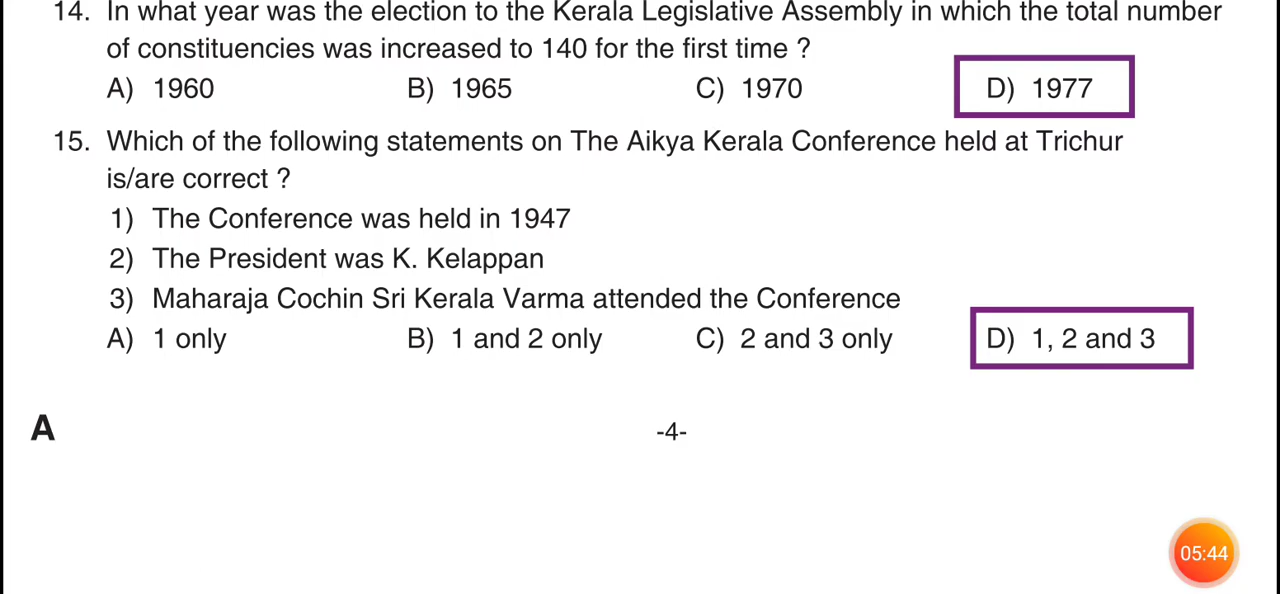 14. In what year was the election to the Kerala Legislative Assembly in which the total number
of constituencies was increased to 140 for the first time ?
A) 1960 B) 1965 C) 1970 D) 1977
15. Which of the following statements on The Aikya Kerala Conference held at Trichur
is/are correct ?
1) The Conference was held in 1947
2) The President was K. Kelappan
3) Maharaja Cochin Sri Kerala Varma attended the Conference
A) 1 only B) 1 and 2 only C) 2 and 3 only D) 1, 2 and 3
A -4-
05:44